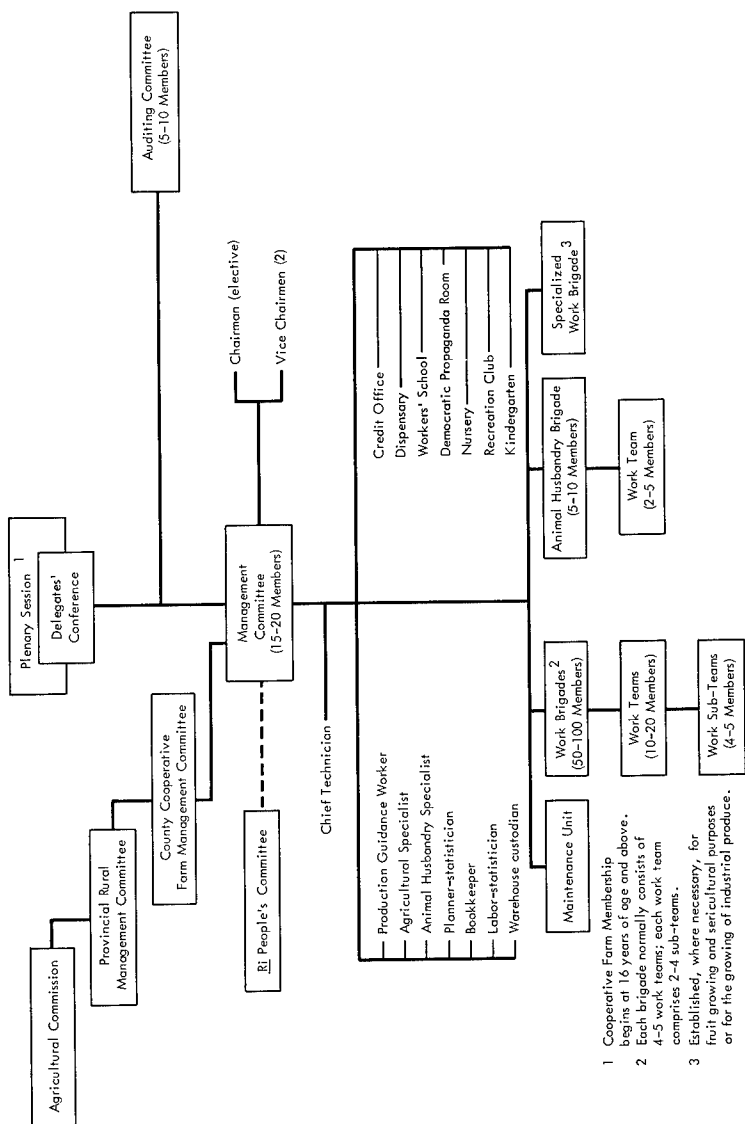 Plenary Session 1
Delegates'
Conference
Auditing Committee
(5-10 Members)
Agricultural Commission
Provincial Rural
Management Committee
County Cooperative
Farm Management Committee
RI People's Committee
Management
Committee
(15-20 Members)
Chairman (elective)
Vice Chairmen (2)
Chief Technician
Production Guidance Worker
Agricultural Specialist
Animal Husbandry Specialist
Planner-statistician
Bookkeeper
Labor-statistician
Warehouse custodian
Credit Office
Dispensary
Workers' School
Democratic Propaganda Room
Nursery
Recreation Club
Kindergarten
Maintenance Unit
Work Brigades 2
(50-100 Members)
Work Teams
(10-20 Members)
Work Sub-Teams
(4-5 Members)
Animal Husbandry Brigade
(5-10 Members)
Work Team
(2-5 Members)
Specialized
Work Brigade 3
1 Cooperative Farm Membership
begins at 16 years of age and above.
2 Each brigade normally consists of
4-5 work teams; each work team
comprises 2-4 sub-teams.
3 Established, where necessary, for
fruit growing and sericultural purposes
or for the growing of industrial produce.